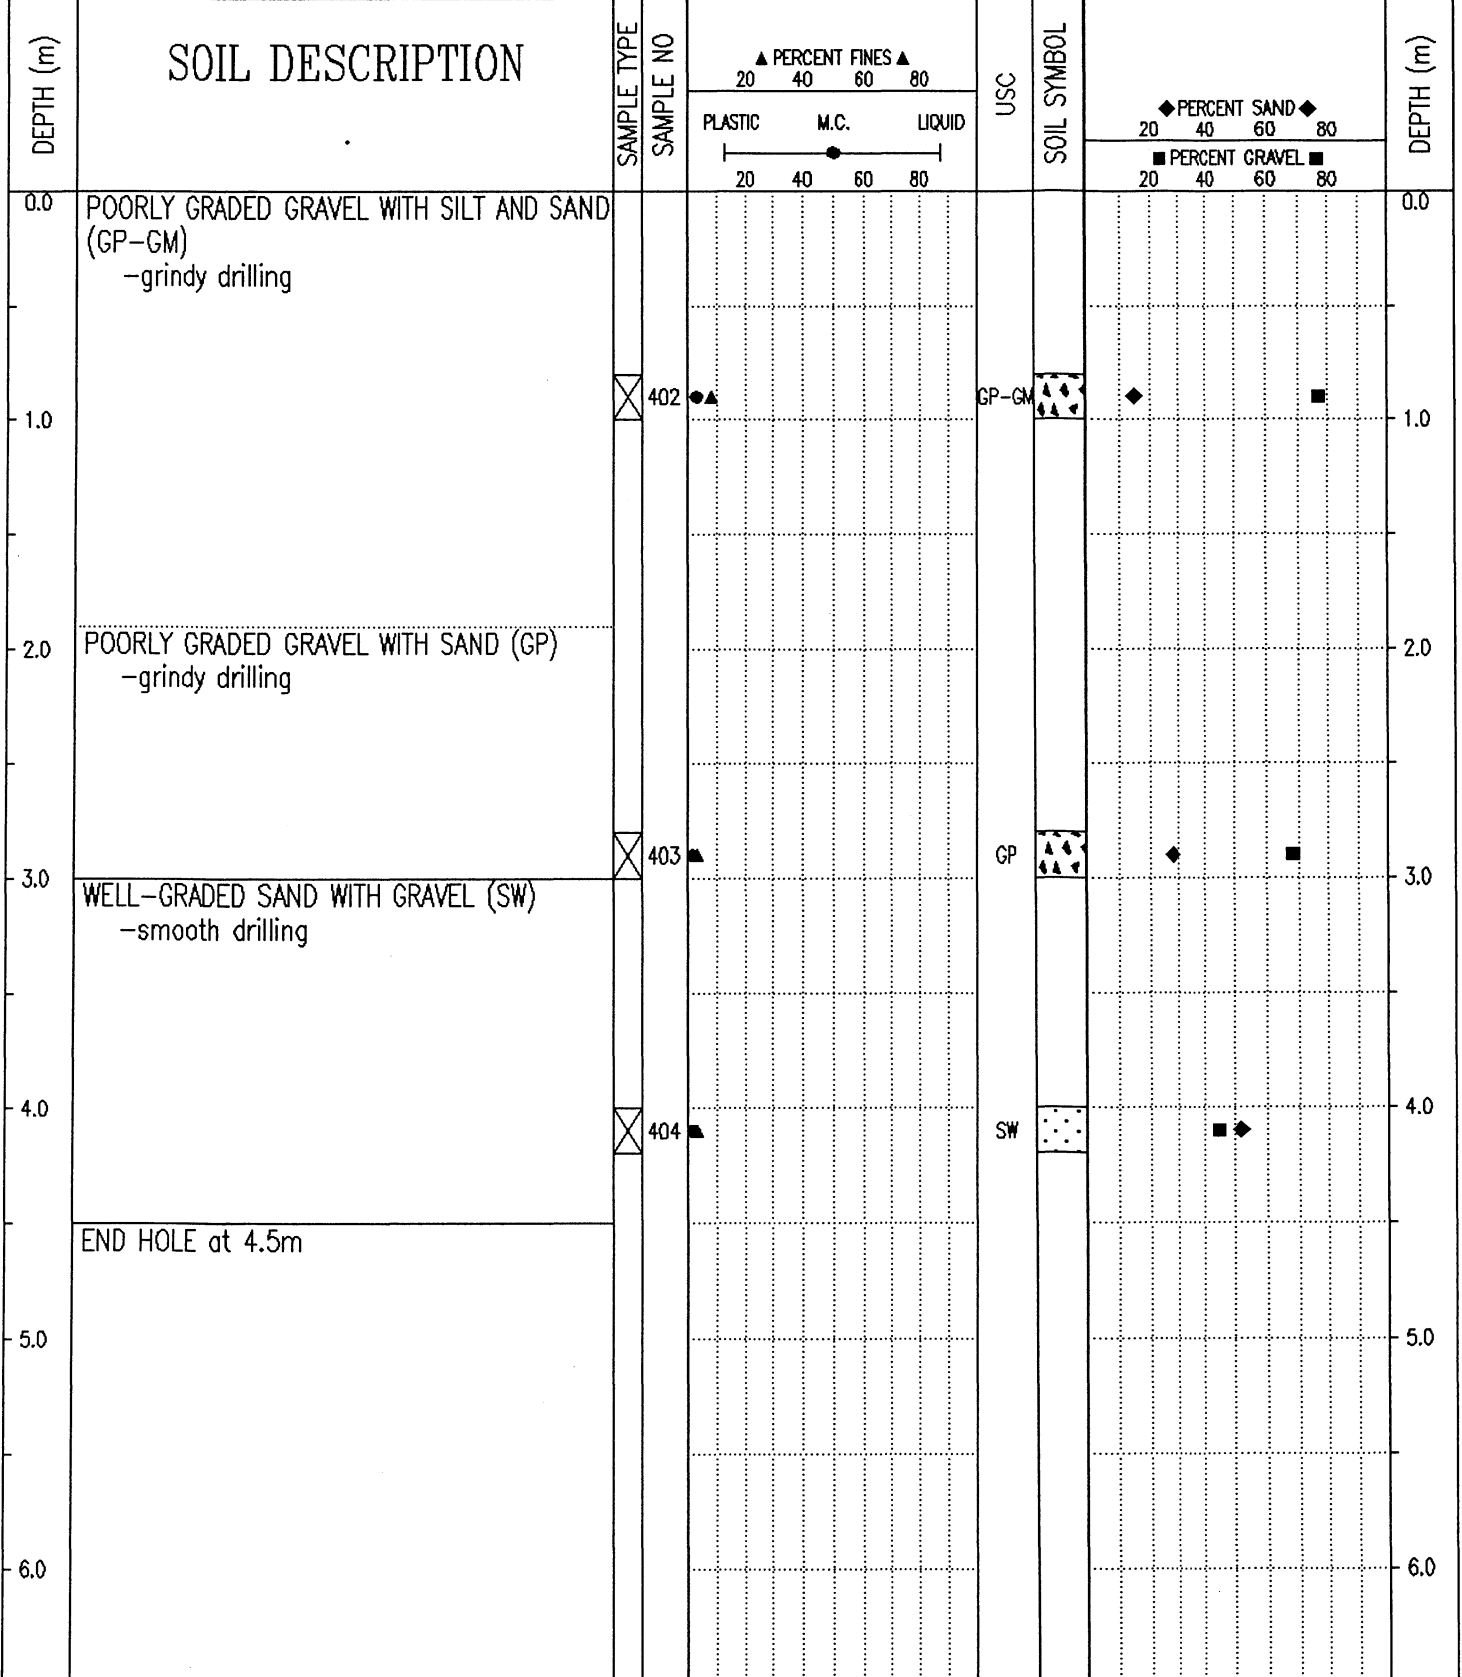 DEPTH (m)
SOIL DESCRIPTION
SAMPLE TYPE
SAMPLE NO
▲ PERCENT FINES ▲
20 40 60 80
PLASTIC M.C. LIQUID
20 40 60 80
USC
SOIL SYMBOL
◆ PERCENT SAND ◆
20 40 60 80
■ PERCENT GRAVEL ■
20 40 60 80
DEPTH (m)
0.0 POORLY GRADED GRAVEL WITH SILT AND SAND 0.0
(GP-GM)
-grindy drilling
402 GP-GM
1.0 1.0
POORLY GRADED GRAVEL WITH SAND (GP)
2.0 2.0
-grindy drilling
403 GP
3.0 3.0
WELL-GRADED SAND WITH GRAVEL (SW)
-smooth drilling
4.0 4.0
404 SW
END HOLE at 4.5m
5.0 5.0
6.0 6.0